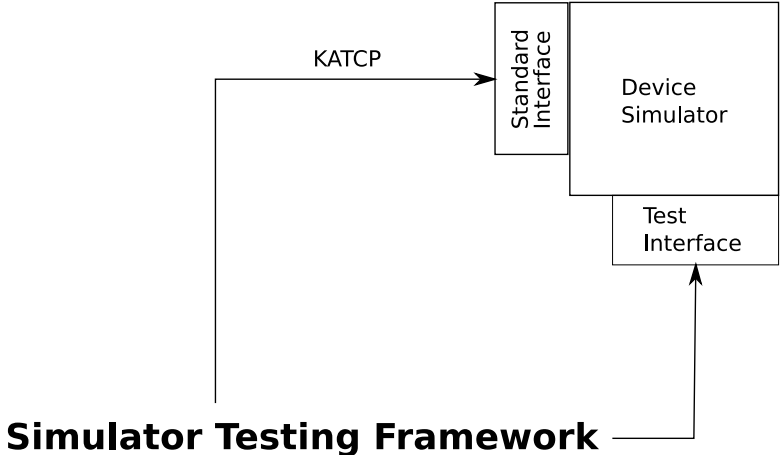 KATCP
Standard
Interface
Device
Simulator
Test
Interface
Simulator Testing Framework